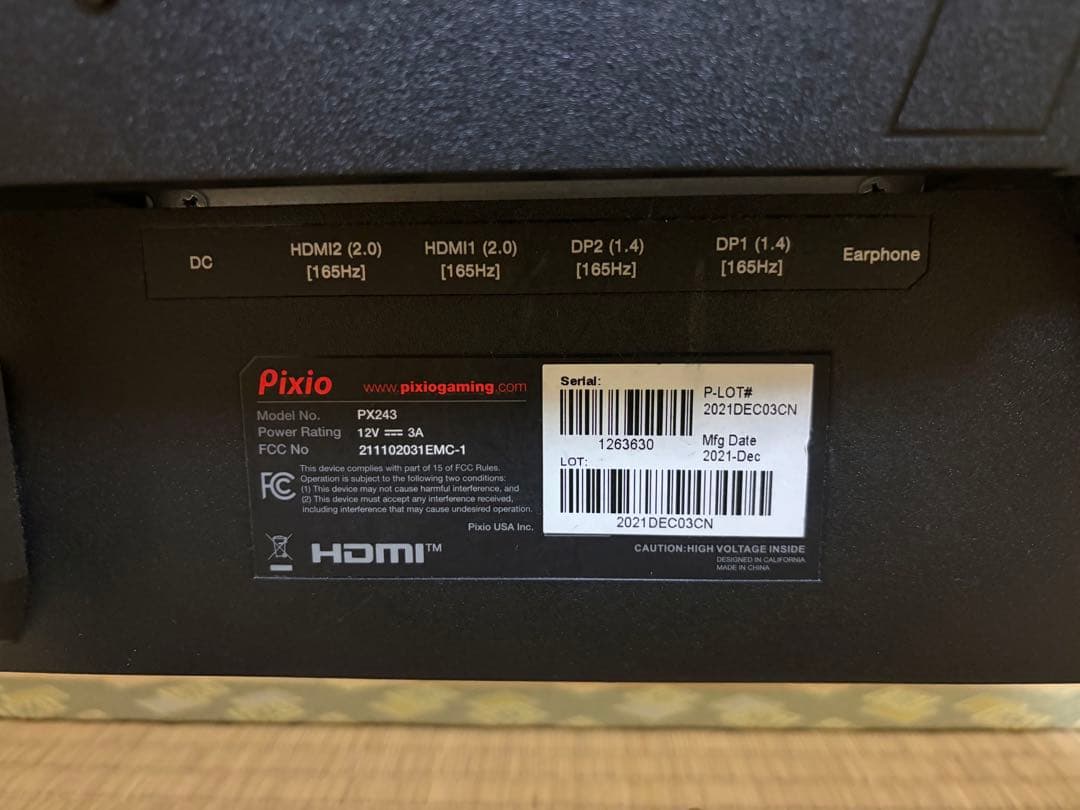 DC
HDMI2 (2.0)
[165Hz]
HDMI1 (2.0)
[165Hz]
DP2 (1.4)
[165Hz]
DP1 (1.4)
[165Hz]
Earphone
Pixio www.pixiogaming.com
Model No. PX243
Power Rating 12V 3A
FCC No 211102031EMC-1
FC This device complies with part of 15 of FCC Rules.
Operation is subject to the following two conditions:
(1) This device may not cause harmful interference, and
(2) This device must accept any interference received,
including interference that may cause undesired operation.
Pixio USA Inc.
HDMI™
Serial:
1263630
P-LOT#
2021DEC03CN
Mfg Date
2021-Dec
LOT:
2021DEC03CN
CAUTION:HIGH VOLTAGE INSIDE
DESIGNED IN CALIFORNIA
MADE IN CHINA